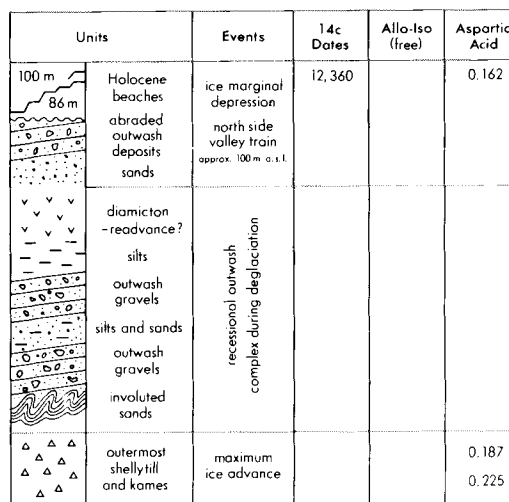 Units
Events
14c
Dates
Allo-Iso
(free)
Aspartic
Acid
100 m
86 m
Holocene
beaches
abraded
outwash
deposits
sands
ice marginal
depression
north side
valley train
approx. 100 m a.s.l.
12,360
0.162
diamicton
-readvance?
silts
outwash
gravels
silts and sands
outwash
gravels
involuted
sands
recessional outwash
complex during deglaciation
outermost
shelly till
and kames
maximum
ice advance
0.187
0.225